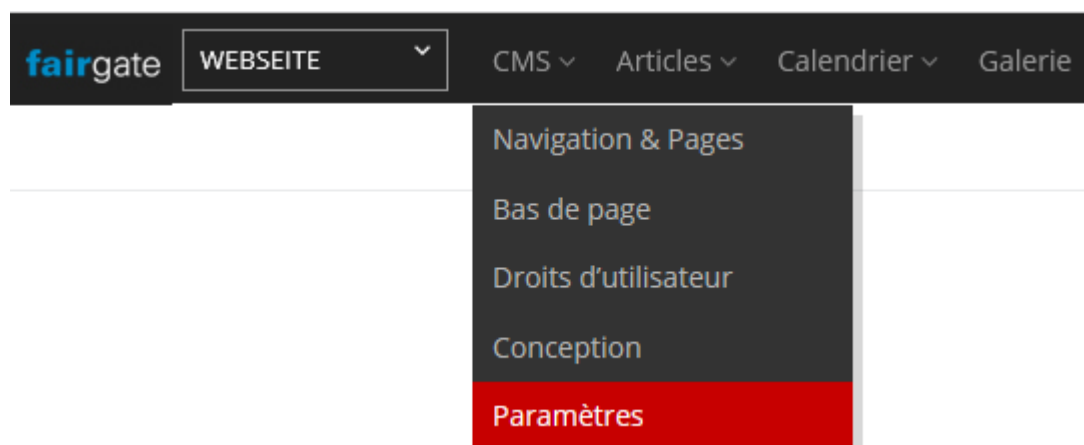 fairgate WEBSEITE CMS Articles Calendrier Galerie
Navigation & Pages
Bas de page
Droits d’utilisateur
Conception
Paramètres